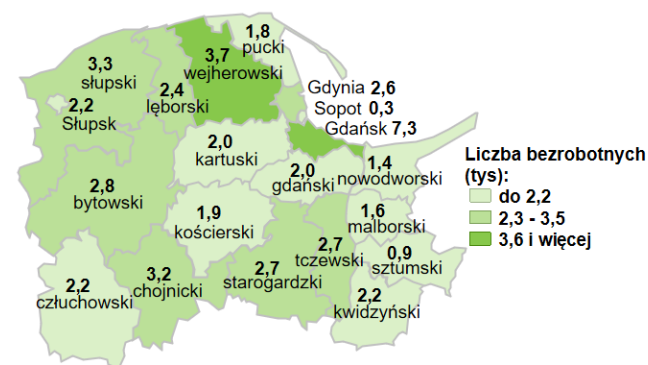 1,8
pucki
3,7
wejherowski
3,3
słupski
2,4
lęborski
2,2
Słupsk
Gdynia 2,6
Sopot 0,3
Gdańsk 7,3
2,0
kartuski
2,0
gdański
1,4
nowodworski
2,8
bytowski
1,9
kościerski
1,6
malborski
2,7
tczewski
0,9
sztumski
2,2
człuchowski
3,2
chojnicki
2,7
starogardzki
2,2
kwidzyński
Liczba bezrobotnych
(tys):
do 2,2
2,3 - 3,5
3,6 i więcej